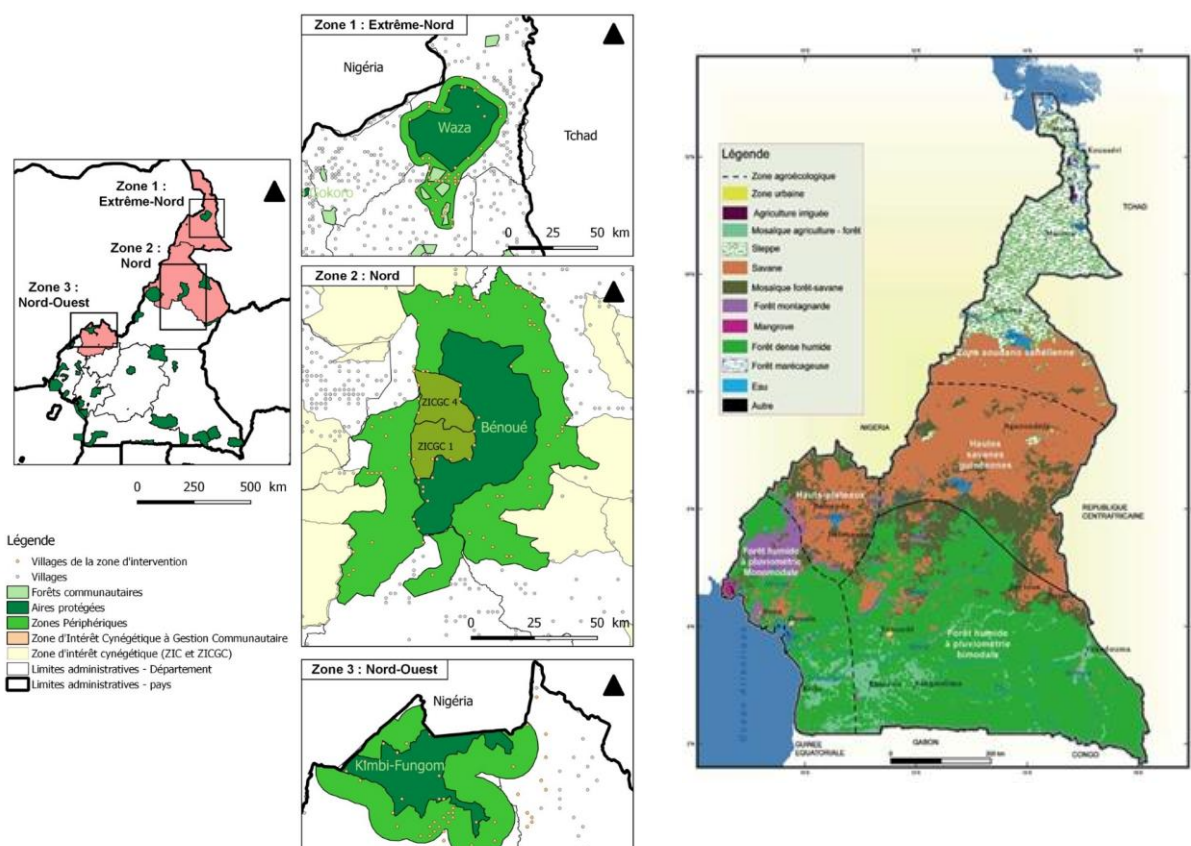 Zone 1 :
Extrême-Nord
Zone 2 :
Nord
Zone 3 :
Nord-Ouest
0 250 500 km
Légende
Villages de la zone d'intervention
Villages
Forêts communautaires
Aires protégées
Zones Périphériques
Zone d'Intérêt Cynégétique à Gestion Communautaire
Zone d'intérêt cynégétique (ZIC et ZICGC)
Limites administratives - Département
Limites administratives - pays
Zone 1 : Extrême-Nord
Nigéria
Waza
Tchad
0 25 50 km
Zone 2 : Nord
ZICGC 4
Bénoué
ZICGC 1
0 25 50 km
Zone 3 : Nord-Ouest
Nigéria
Kimbi-Fungom
Légende
Zone agroécologique
Zone urbaine
Agriculture irriguée
Mosaïque agriculture - forêt
Steppe
Savane
Mosaïque forêt-savane
Forêt montagnarde
Mangrove
Forêt dense humide
Forêt marécageuse
Eau
Autre
Kousséri
TCHAD
Zone soudano sahélienne
NIGERIA
Hautes
savanes
guinéennes
Hauts-plateaux
REPUBLIQUE
CENTRAFRICAINE
Forêt humide
à pluviométrie
Monomodale
Forêt humide
à pluviométrie
bimodale
GUINEE
EQUATORIALE
GABON
CONGO